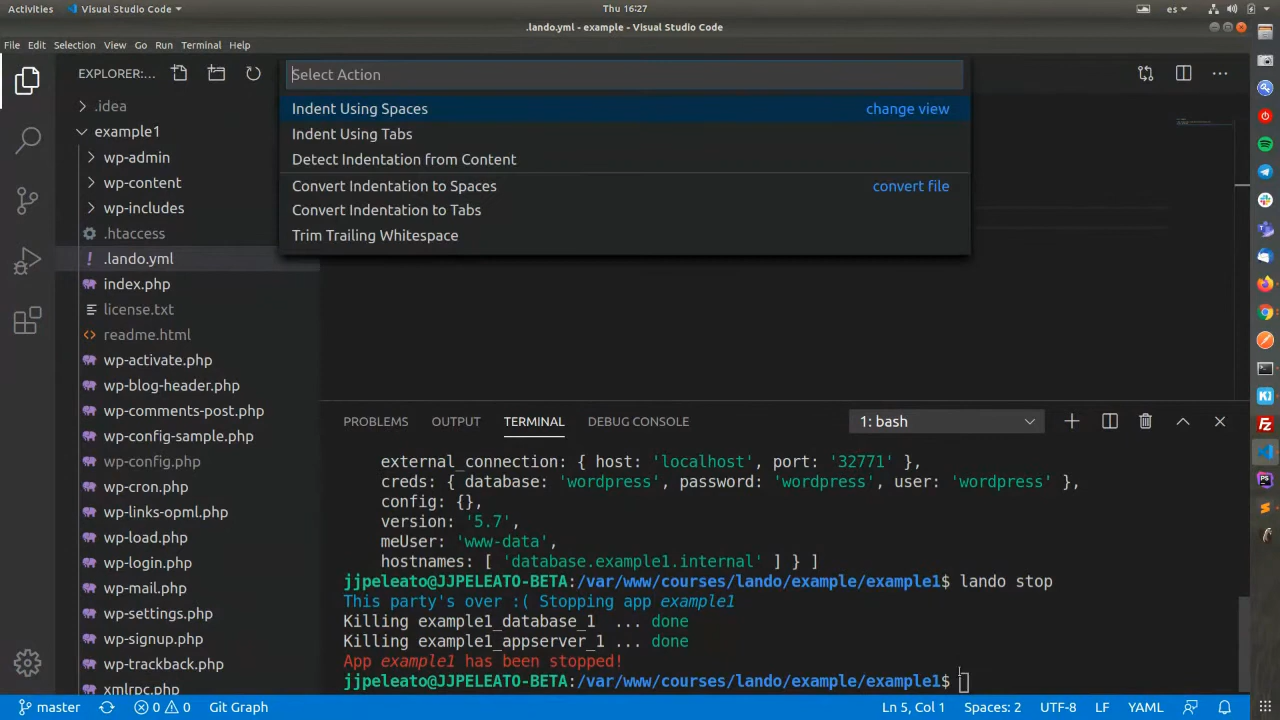 Activities
Visual Studio Code
Thu 16:27
es
.lando.yml - example - Visual Studio Code
File Edit Selection View Go Run Terminal Help
EXPLORER:...
Select Action
Indent Using Spaces change view
Indent Using Tabs
Detect Indentation from Content
Convert Indentation to Spaces convert file
Convert Indentation to Tabs
Trim Trailing Whitespace
.idea
example1
wp-admin
wp-content
wp-includes
.htaccess
.lando.yml
index.php
license.txt
readme.html
wp-activate.php
wp-blog-header.php
wp-comments-post.php
wp-config-sample.php
wp-config.php
wp-cron.php
wp-links-opml.php
wp-load.php
wp-login.php
wp-mail.php
wp-settings.php
wp-signup.php
wp-trackback.php
xmlrpc.php
PROBLEMS OUTPUT TERMINAL DEBUG CONSOLE
1: bash
external_connection: { host: 'localhost', port: '32771' },
creds: { database: 'wordpress', password: 'wordpress', user: 'wordpress' },
config: {},
version: '5.7',
meUser: 'www-data',
hostnames: [ 'database.example1.internal' ] } ]
jjpeleato@JJPELEATO-BETA:/var/www/courses/lando/example/example1$ lando stop
This party's over :( Stopping app example1
Killing example1_database_1 ... done
Killing example1_appserver_1 ... done
App example1 has been stopped!
jjpeleato@JJPELEATO-BETA:/var/www/courses/lando/example/example1$
master
0 0
Git Graph
Ln 5, Col 1
Spaces: 2
UTF-8
LF
YAML